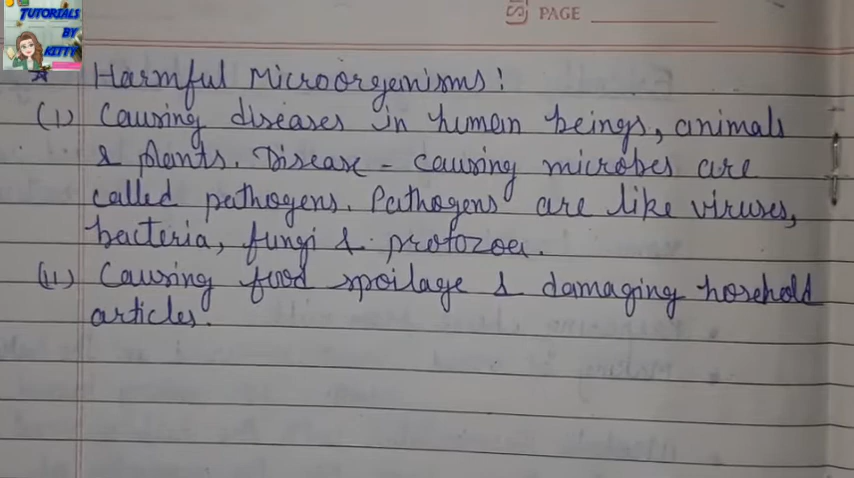 TUTORIALS
BY
KITTY
PAGE
* Harmful Microorganisms:
(i) Causing diseases in human beings, animals
& plants. Disease - causing microbes are
called pathogens. Pathogens are like viruses,
bacteria, fungi & protozoa.
(ii) Causing food spoilage & damaging horehold
articles.